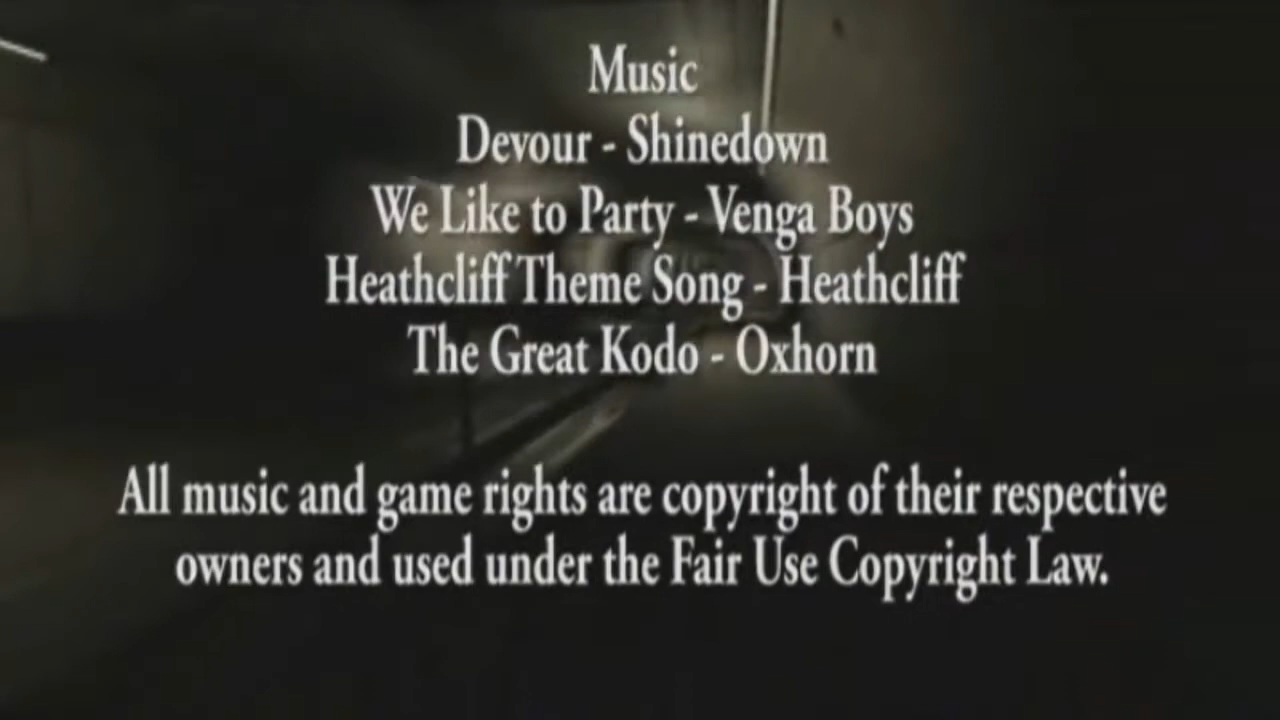 Music
Devour - Shinedown
We Like to Party - Venga Boys
Heathcliff Theme Song - Heathcliff
The Great Kodo - Oxhorn
All music and game rights are copyright of their respective
owners and used under the Fair Use Copyright Law.